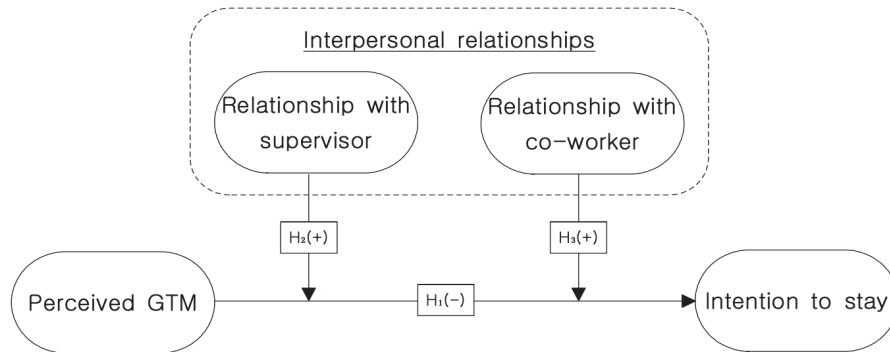 Interpersonal relationships
Relationship with
supervisor
Relationship with
co-worker
H₂(+)
H₃(+)
Perceived GTM
H₁(-)
Intention to stay